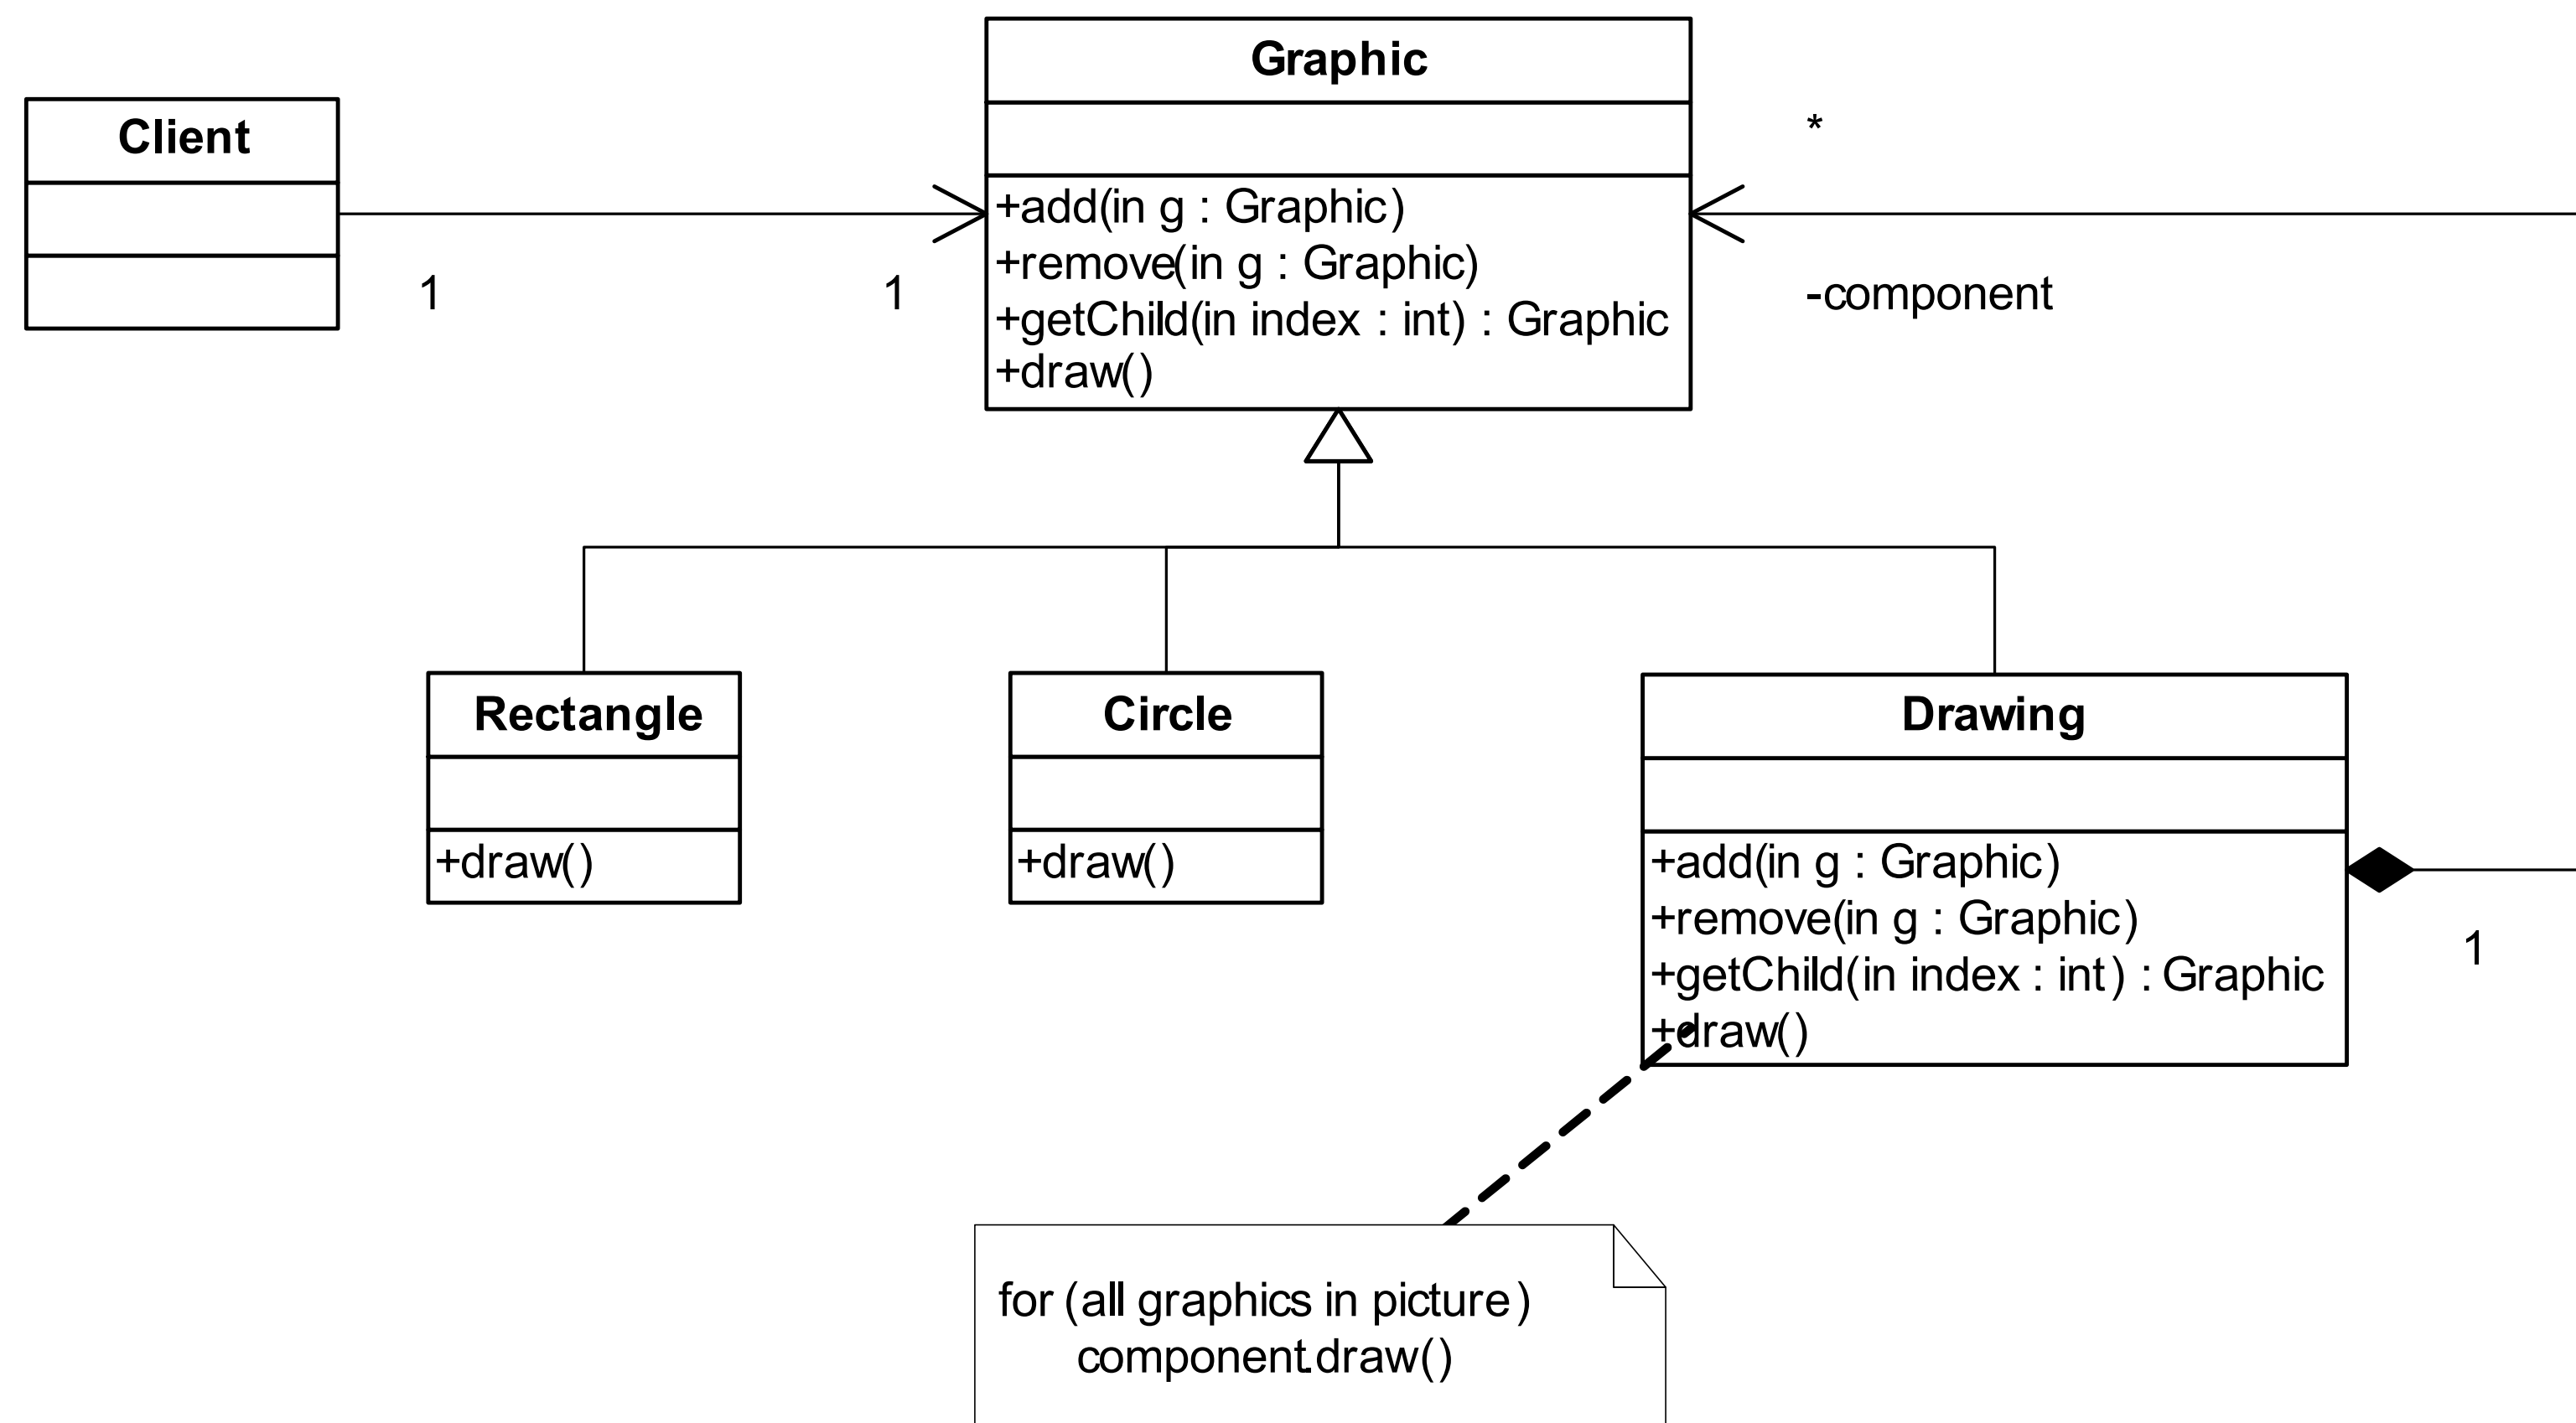 Graphic
+add(in g : Graphic)
+remove(in g : Graphic)
+getChild(in index : int) : Graphic
+draw()
Client
1
1
*
-component
Rectangle
+draw()
Circle
+draw()
Drawing
+add(in g : Graphic)
+remove(in g : Graphic)
+getChild(in index : int) : Graphic
+draw()
1
for (all graphics in picture)
component.draw()